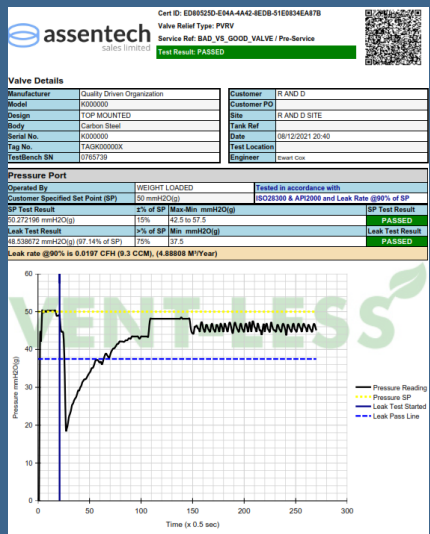 assentech
sales limited
Cert ID: ED80525D-E04A-4A42-8EDB-51E0834EA87B
Valve Relief Type: PVRV
Service Ref: BAD_VS_GOOD_VALVE / Pre-Service
Test Result: PASSED
Valve Details
Manufacturer Quality Driven Organization Customer R AND D
Model K000000 Customer PO
Design TOP MOUNTED Site R AND D SITE
Body Carbon Steel Tank Ref
Serial No. K000000 Date 08/12/2021 20:40
Tag No. TAGK00000X Test Location
TestBench SN 0765739 Engineer Ewart Cox
Pressure Port
Operated By WEIGHT LOADED Tested in accordance with
Customer Specified Set Point (SP) 50 mmH2O(g) ISO28300 & API2000 and Leak Rate @90% of SP
SP Test Result ±% of SP Max-Min mmH2O(g) SP Test Result
50.272196 mmH2O(g) 15% 42.5 to 57.5 PASSED
Leak Test Result >% of SP Min mmH2O(g) Leak Test Result
48.538672 mmH2O(g) (97.14% of SP) 75% 37.5 PASSED
Leak rate @90% is 0.0197 CFH (9.3 CCM), (4.88808 M³/Year)
VENT-LESS
Pressure mmH2O(g)
60
50
40
30
20
10
0
0 50 100 150 200 250 300
Time (x 0.5 sec)
Pressure Reading
Pressure SP
Leak Test Started
Leak Pass Line